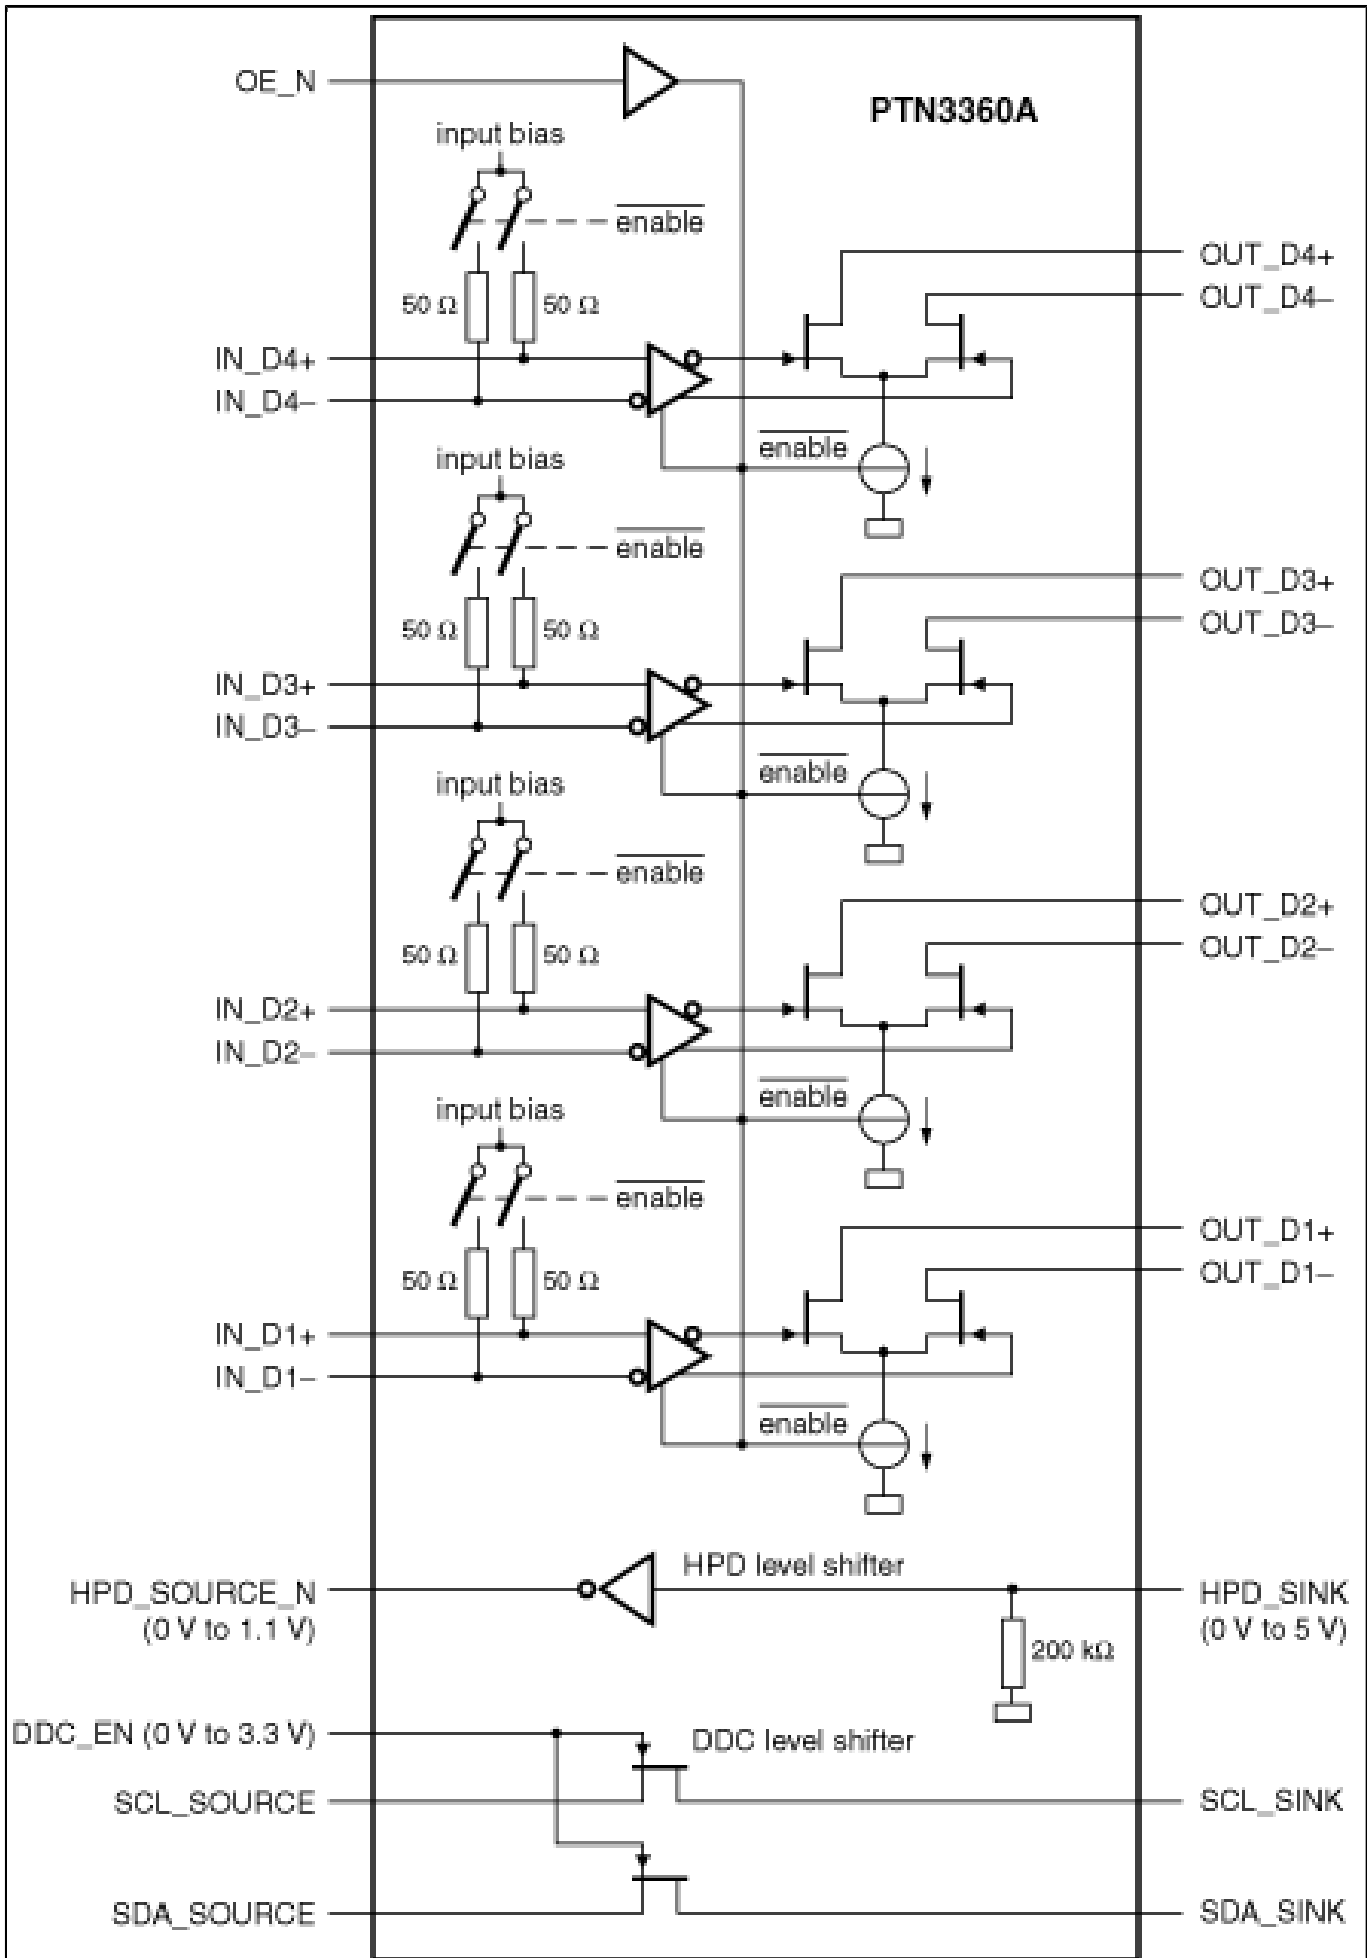 OE_N
PTN3360A
input bias
enable
OUT_D4+
OUT_D4–
50 Ω
50 Ω
IN_D4+
IN_D4–
enable
input bias
enable
OUT_D3+
OUT_D3–
50 Ω
50 Ω
IN_D3+
IN_D3–
enable
input bias
enable
OUT_D2+
OUT_D2–
50 Ω
50 Ω
IN_D2+
IN_D2–
enable
input bias
enable
OUT_D1+
OUT_D1–
50 Ω
50 Ω
IN_D1+
IN_D1–
enable
HPD level shifter
HPD_SOURCE_N
(0 V to 1.1 V)
HPD_SINK
(0 V to 5 V)
200 kΩ
DDC_EN (0 V to 3.3 V)
DDC level shifter
SCL_SOURCE
SCL_SINK
SDA_SOURCE
SDA_SINK